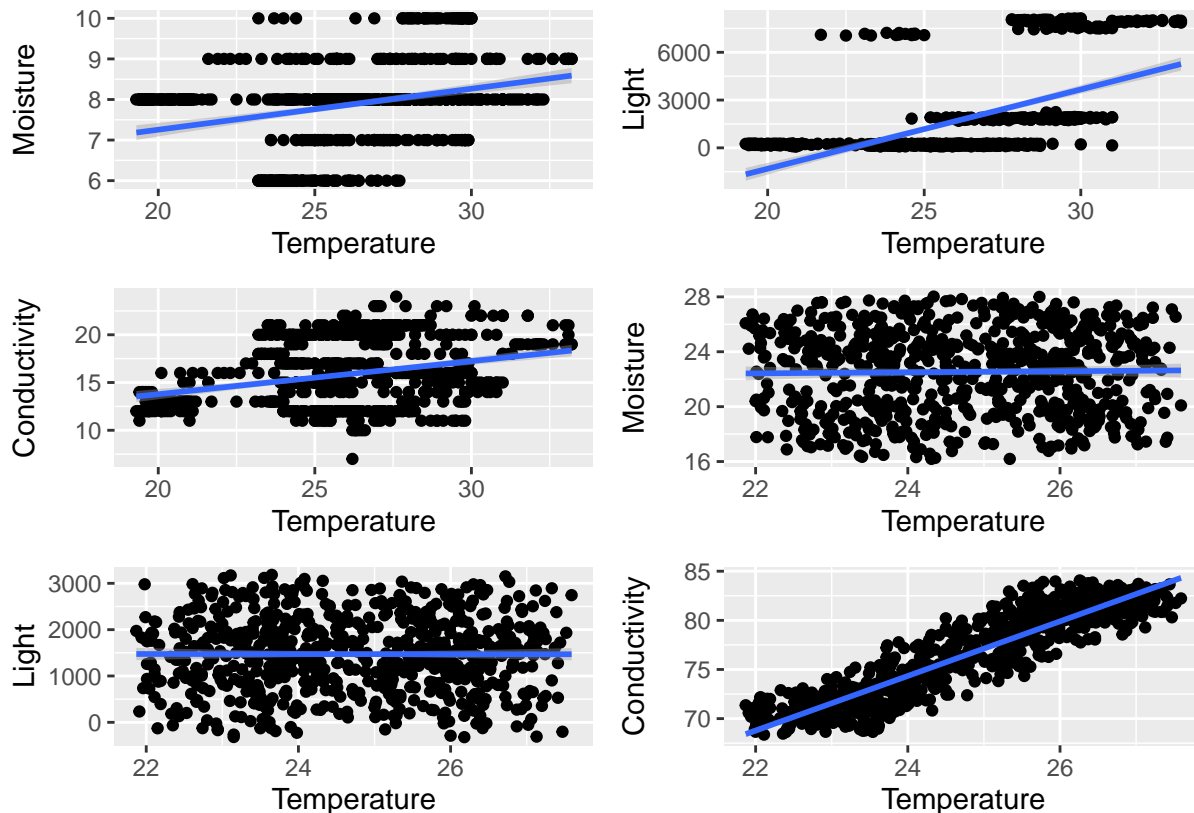 Moisture
10
9
8
7
6
20 25 30
Temperature
Light
6000
3000
0
20 25 30
Temperature
Conductivity
20
15
10
20 25 30
Temperature
Moisture
28
24
20
16
22 24 26
Temperature
Light
3000
2000
1000
0
22 24 26
Temperature
Conductivity
85
80
75
70
22 24 26
Temperature